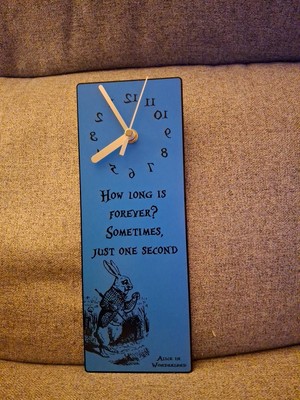 12
11
10
9
8
7
6
5
3
2
HOW LONG IS
FOREVER?
SOMETIMES,
JUST ONE SECOND
ALICE IN
WONDERLAND